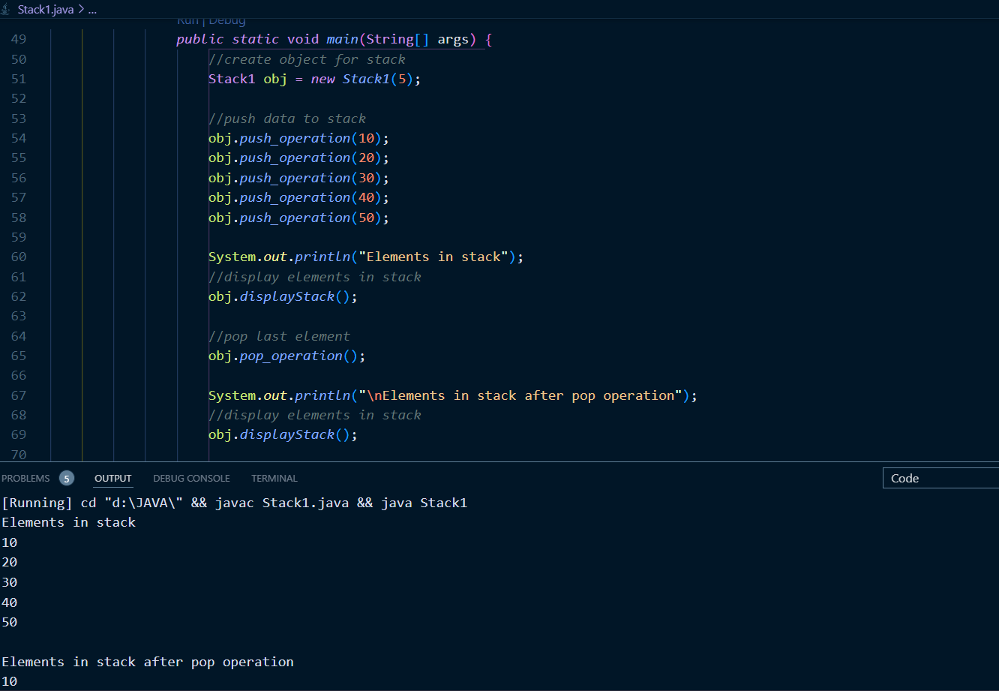 Stack1.java > ...
Run | Debug
49 public static void main(String[] args) {
50 //create object for stack
51 Stack1 obj = new Stack1(5);
52
53 //push data to stack
54 obj.push_operation(10);
55 obj.push_operation(20);
56 obj.push_operation(30);
57 obj.push_operation(40);
58 obj.push_operation(50);
59
60 System.out.println("Elements in stack");
61 //display elements in stack
62 obj.displayStack();
63
64 //pop last element
65 obj.pop_operation();
66
67 System.out.println("\nElements in stack after pop operation");
68 //display elements in stack
69 obj.displayStack();
70
PROBLEMS 5 OUTPUT DEBUG CONSOLE TERMINAL Code
[Running] cd "d:\JAVA\" && javac Stack1.java && java Stack1
Elements in stack
10
20
30
40
50
Elements in stack after pop operation
10